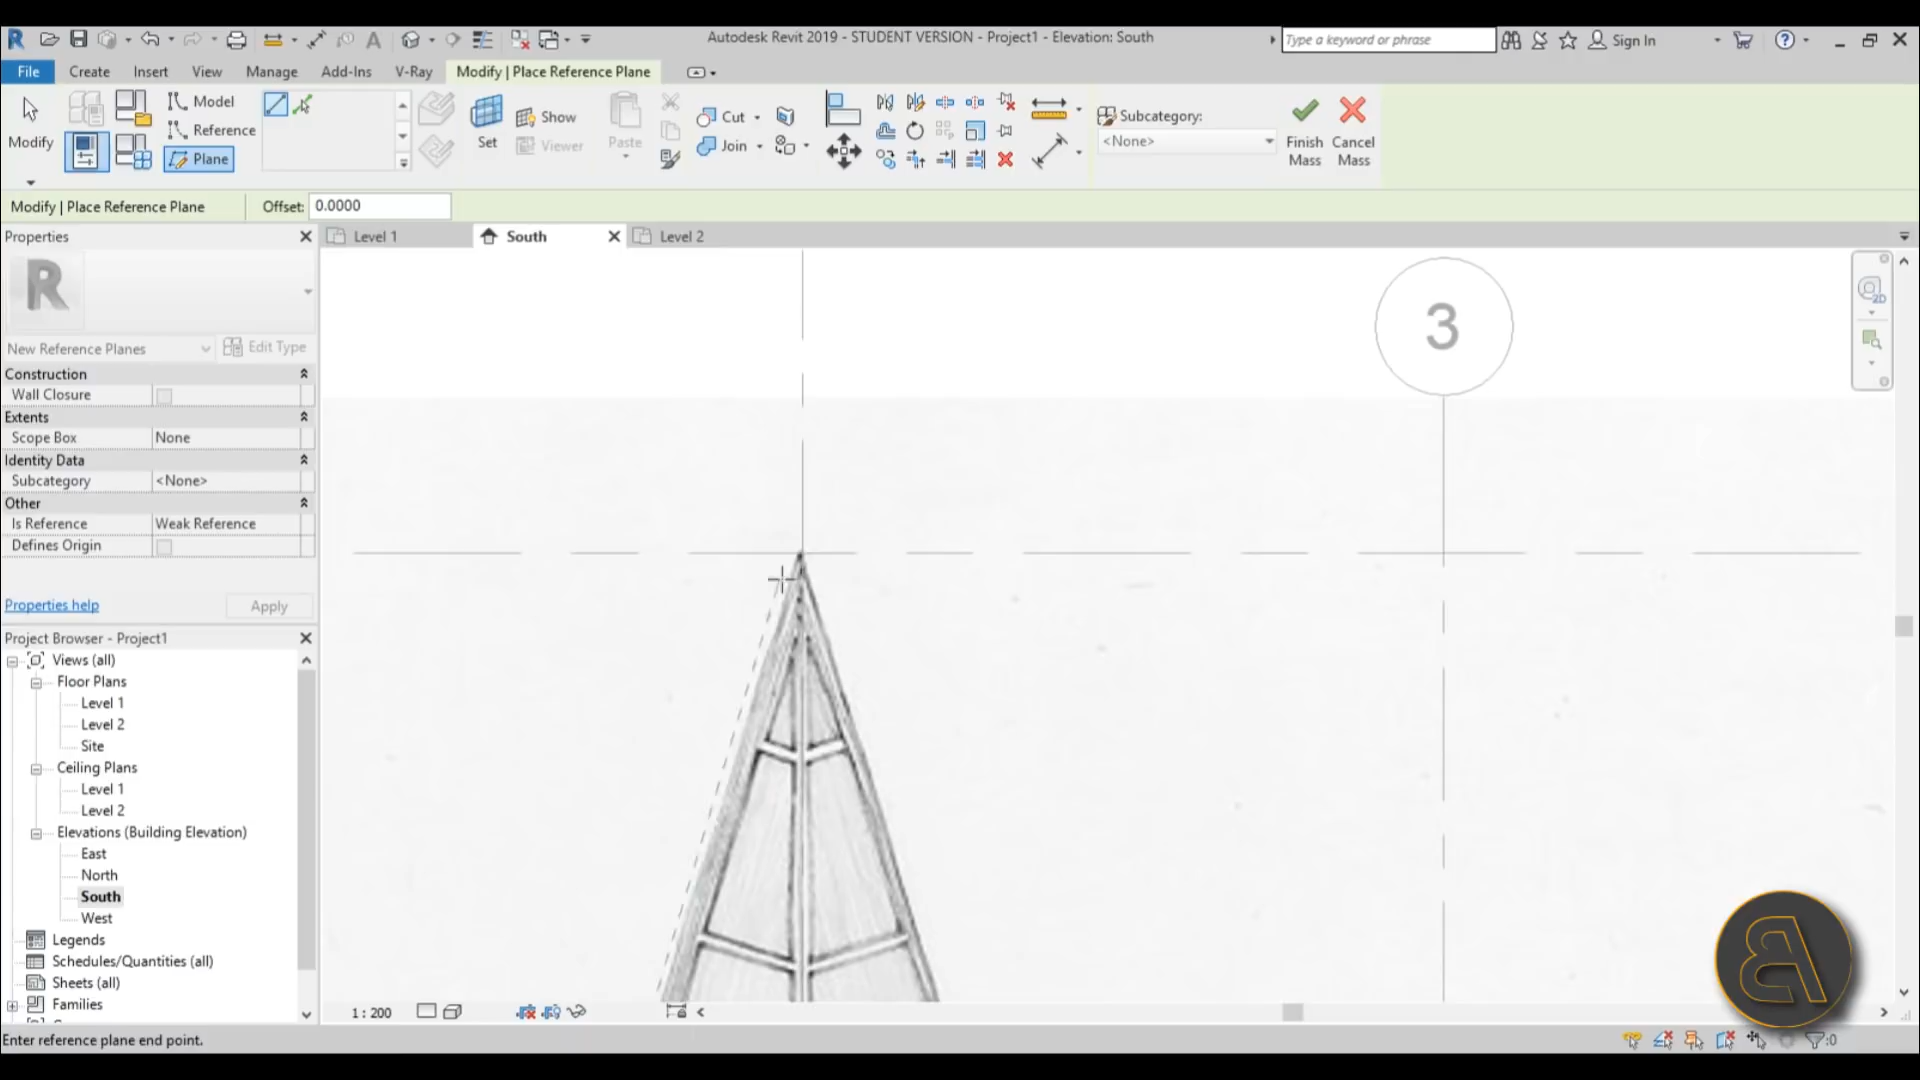 Autodesk Revit 2019 - STUDENT VERSION - Project1 - Elevation: South
Type a keyword or phrase
Sign In
File Create Insert View Manage Add-Ins V-Ray Modify | Place Reference Plane
Modify
Model
Reference
Plane
Set
Show
Viewer
Paste
Cut
Join
Subcategory:
<None>
Finish Mass
Cancel Mass
Modify | Place Reference Plane Offset: 0.0000
Properties
Level 1
South
Level 2
R
3
2D
New Reference Planes Edit Type
Construction
Wall Closure
Extents
Scope Box None
Identity Data
Subcategory <None>
Other
Is Reference Weak Reference
Defines Origin
Properties help Apply
Project Browser - Project1
Views (all)
Floor Plans
Level 1
Level 2
Site
Ceiling Plans
Level 1
Level 2
Elevations (Building Elevation)
East
North
South
West
Legends
Schedules/Quantities (all)
Sheets (all)
Families
1 : 200
Enter reference plane end point.
:0